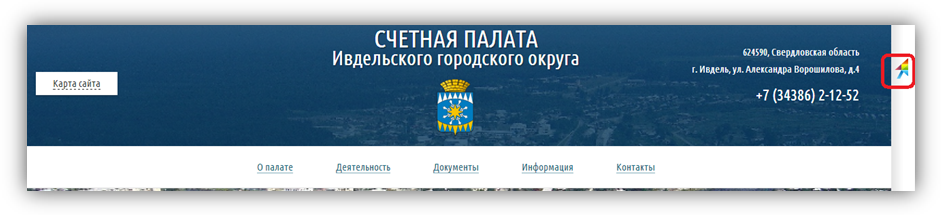 СЧЕТНАЯ ПАЛАТА
Ивдельского городского округа
624590, Свердловская область
г. Ивдель, ул. Александра Ворошилова, д.4
+7 (34386) 2-12-52
Карта сайта
О палате Деятельность Документы Информация Контакты